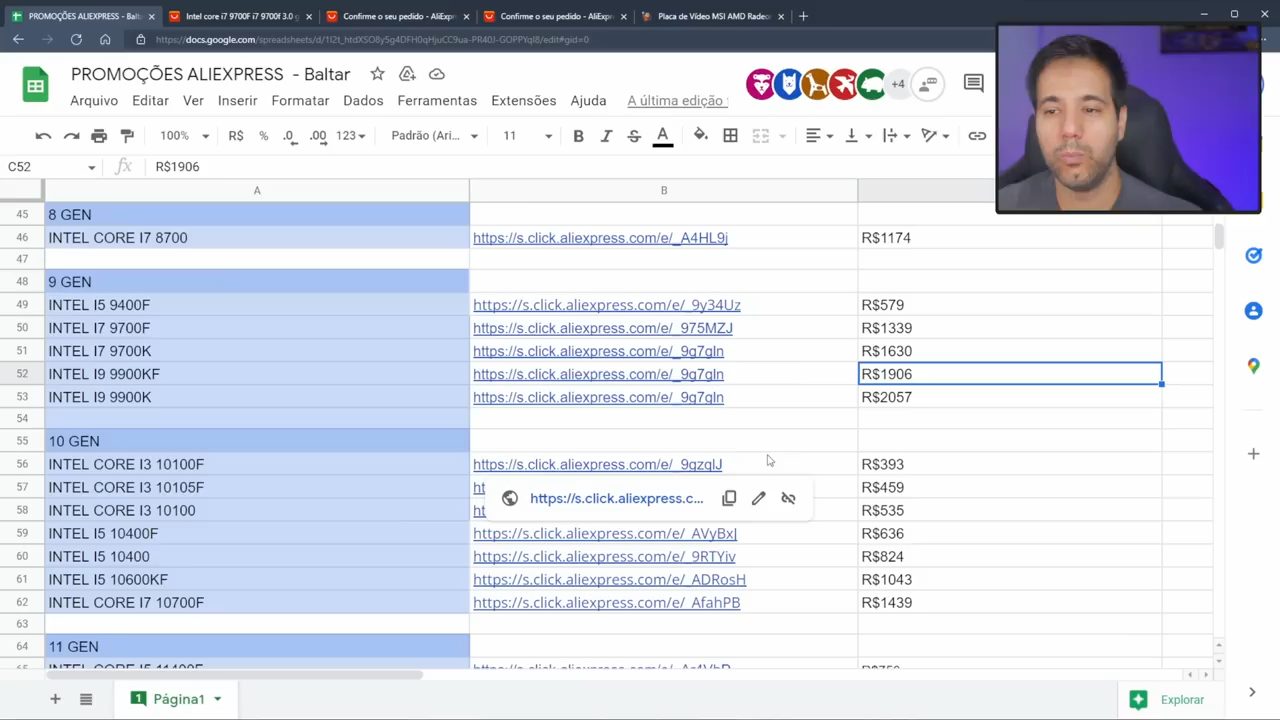 PROMOÇÕES ALIEXPRESS - Baltar
Intel core i7 9700F i7 9700f 3.0 g
Confirme o seu pedido - AliExpr
Confirme o seu pedido - AliExpr
Placa de Vídeo MSI AMD Radeo
PROMOÇÕES ALIEXPRESS - Baltar
Arquivo Editar Ver Inserir Formatar Dados Ferramentas Extensões Ajuda A última edição
+4
100% R$ % .0 .00 123 Padrão (Ari... 11 B I S A
C52 fx R$1906
A B
45 8 GEN
46 INTEL CORE I7 8700 https://s.click.aliexpress.com/e/_A4HL9j R$1174
47
48 9 GEN
49 INTEL I5 9400F https://s.click.aliexpress.com/e/_9y34Uz R$579
50 INTEL I7 9700F https://s.click.aliexpress.com/e/_975MZJ R$1339
51 INTEL I7 9700K https://s.click.aliexpress.com/e/_9g7gln R$1630
52 INTEL I9 9900KF https://s.click.aliexpress.com/e/_9g7gln R$1906
53 INTEL I9 9900K https://s.click.aliexpress.com/e/_9g7gln R$2057
54
55 10 GEN
56 INTEL CORE I3 10100F https://s.click.aliexpress.com/e/_9gzqlJ R$393
57 INTEL CORE I3 10105F ht R$459
https://s.click.aliexpress.c...
58 INTEL CORE I3 10100 ht R$535
59 INTEL I5 10400F https://s.click.aliexpress.com/e/_AVyBxJ R$636
60 INTEL I5 10400 https://s.click.aliexpress.com/e/_9RTYiv R$824
61 INTEL I5 10600KF https://s.click.aliexpress.com/e/_ADRosH R$1043
62 INTEL CORE I7 10700F https://s.click.aliexpress.com/e/_AfahPB R$1439
63
64 11 GEN
1 Página1
Explorar